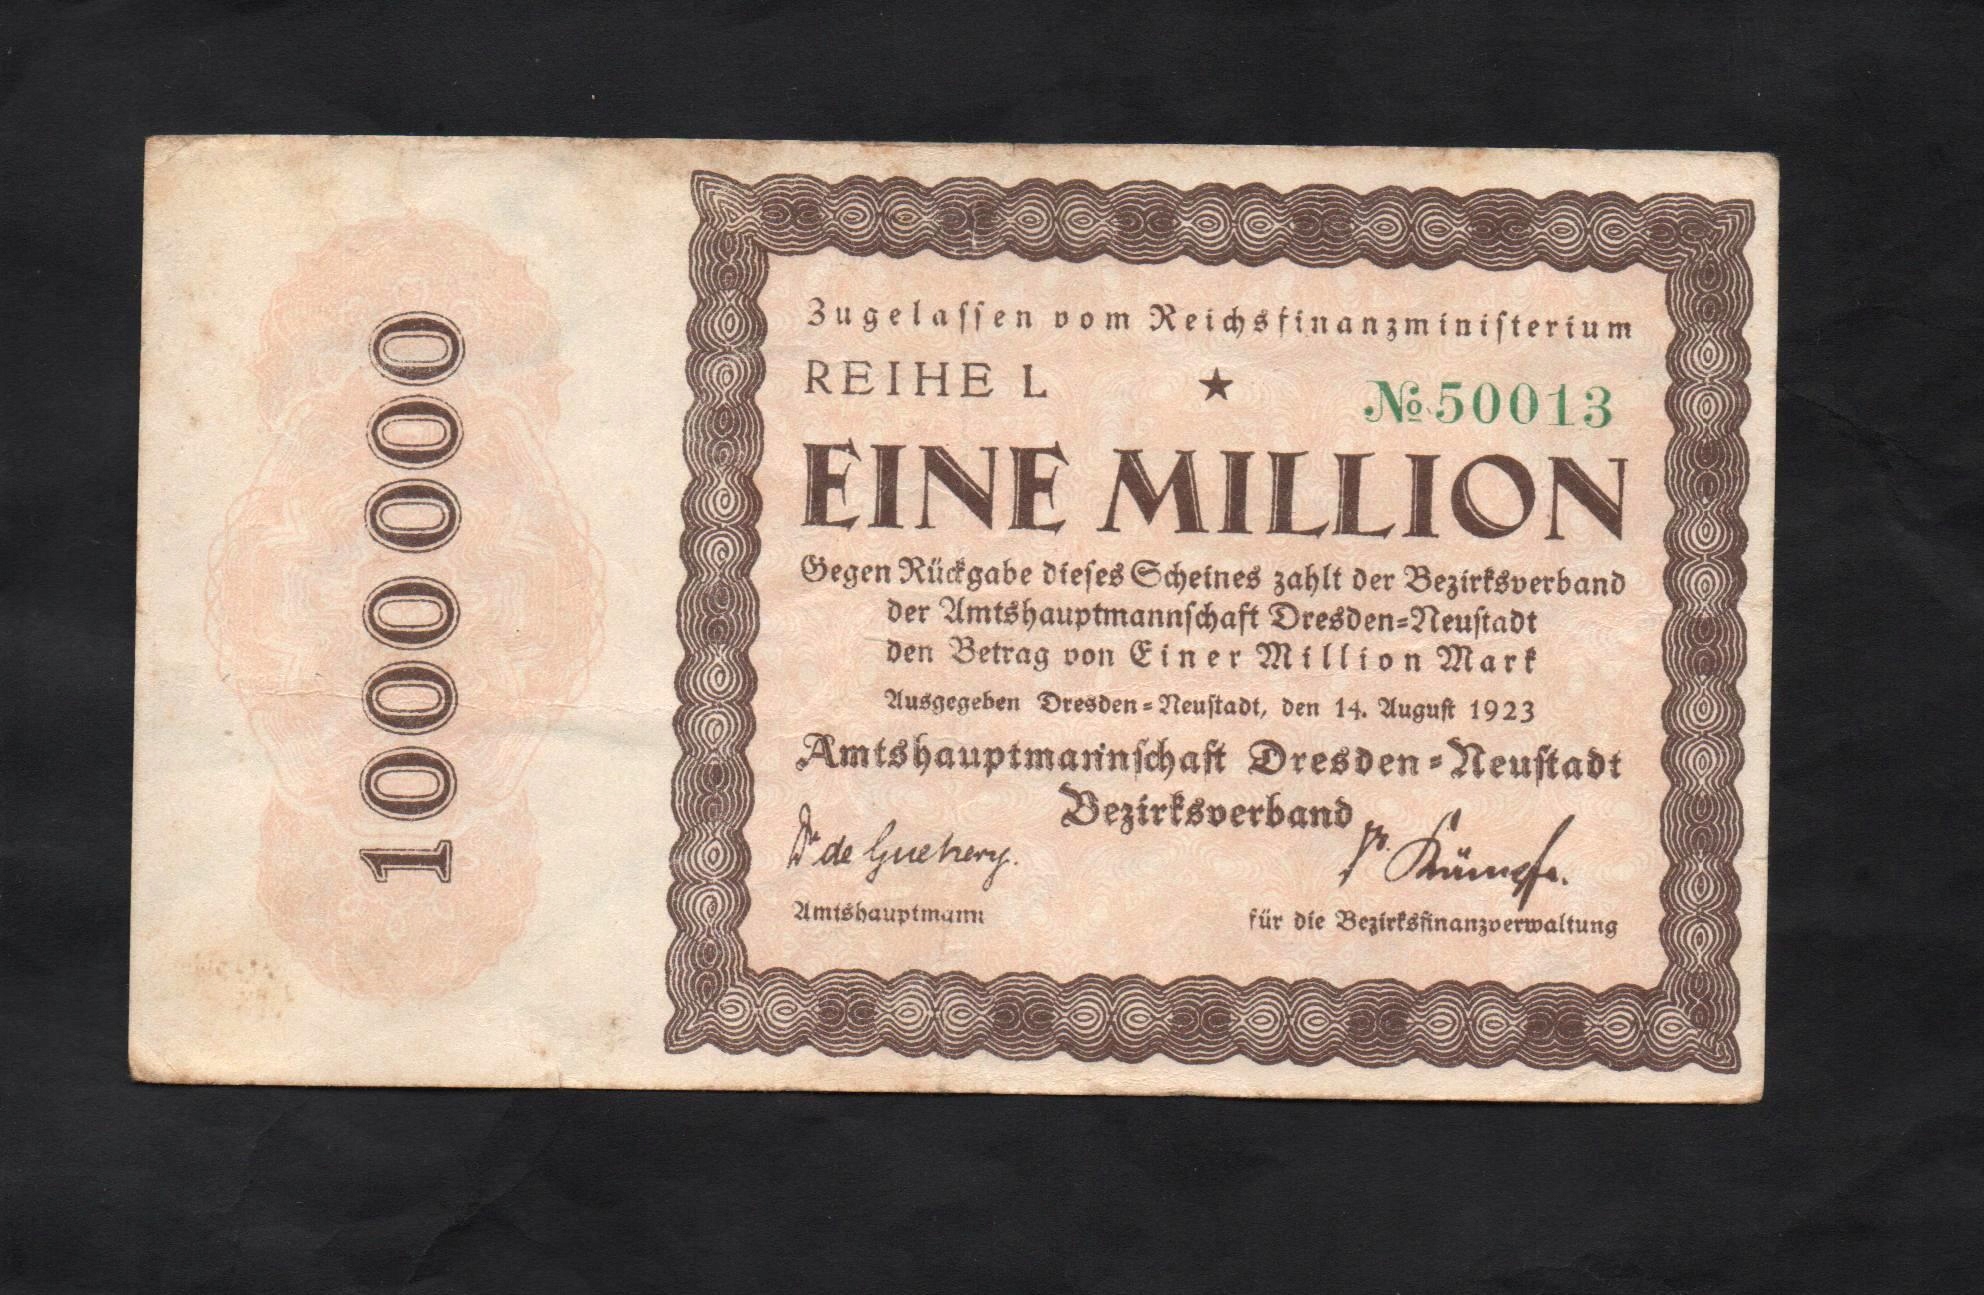 1000000
Zugelassen vom Reichsfinanzministerium
REIHE L ★ № 50013
EINE MILLION
Gegen Rückgabe dieses Scheines zahlt der Bezirksverband
der Amtshauptmannschaft Dresden=Neustadt
den Betrag von Einer Million Mark
Ausgegeben Dresden=Neustadt, den 14. August 1923
Amtshauptmannschaft Dresden=Neustadt
Bezirksverband
Dr de
Amtshauptmann
für die Bezirksfinanzverwaltung